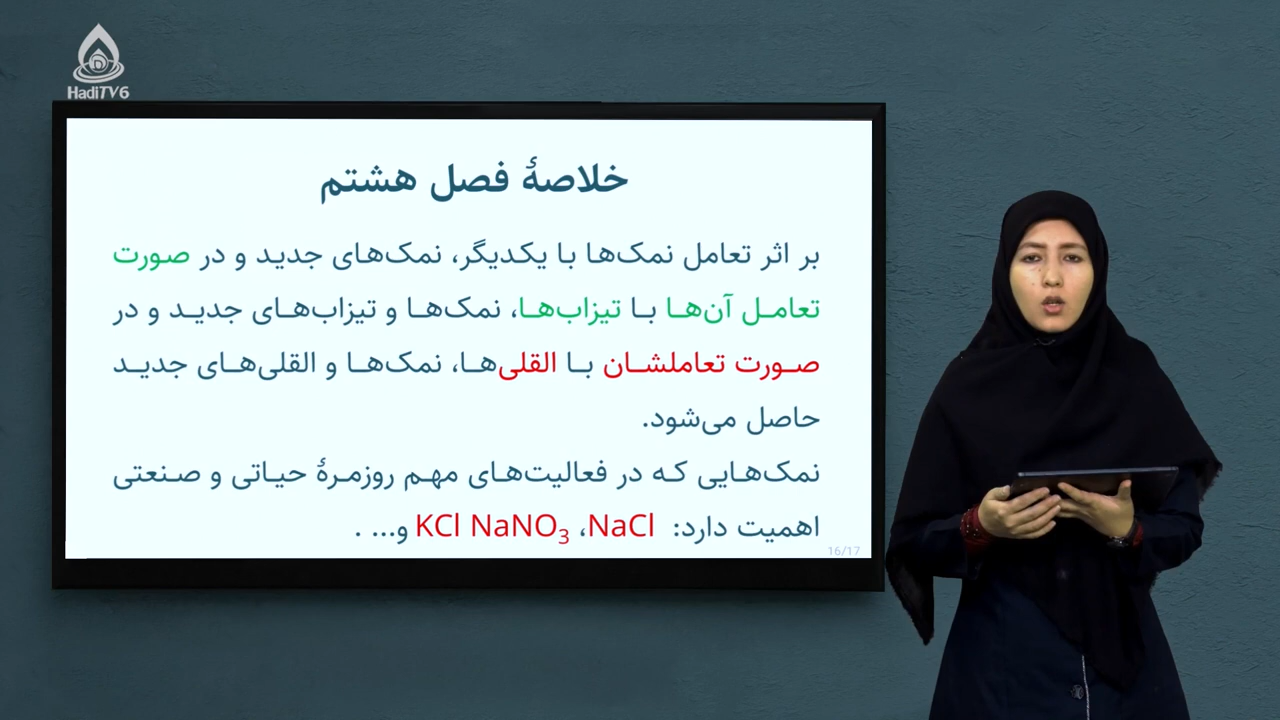 HadiTV6
خلاصهٔ فصل هشتم
بر اثر تعامل نمک‌ها با یکدیگر، نمک‌های جدید و در صورت
تعامل آن‌ها با تیزاب‌ها، نمک‌ها و تیزاب‌های جدید و در
صورت تعاملشان با القلی‌ها، نمک‌ها و القلی‌های جدید
حاصل می‌شود.
نمک‌هایی که در فعالیت‌های مهم روزمرهٔ حیاتی و صنعتی
اهمیت دارد: NaCl، KCl NaNO₃ و... .
16/17